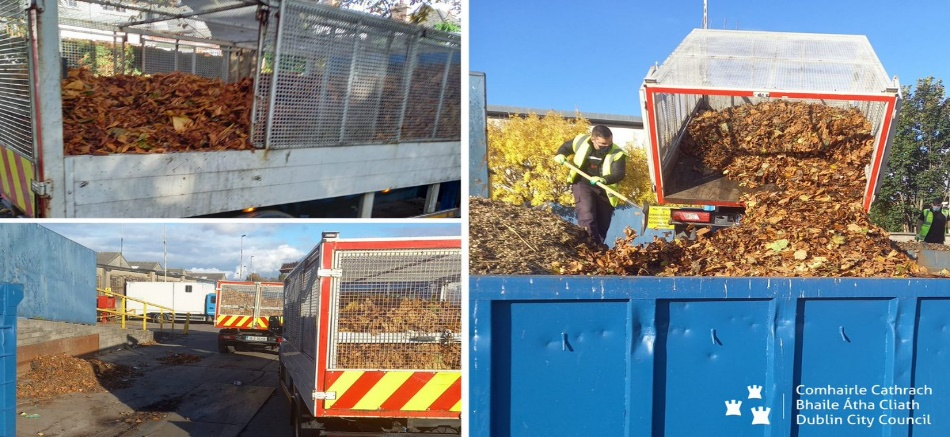 Comhairle Cathrach
Bhaile Átha Cliath
Dublin City Council